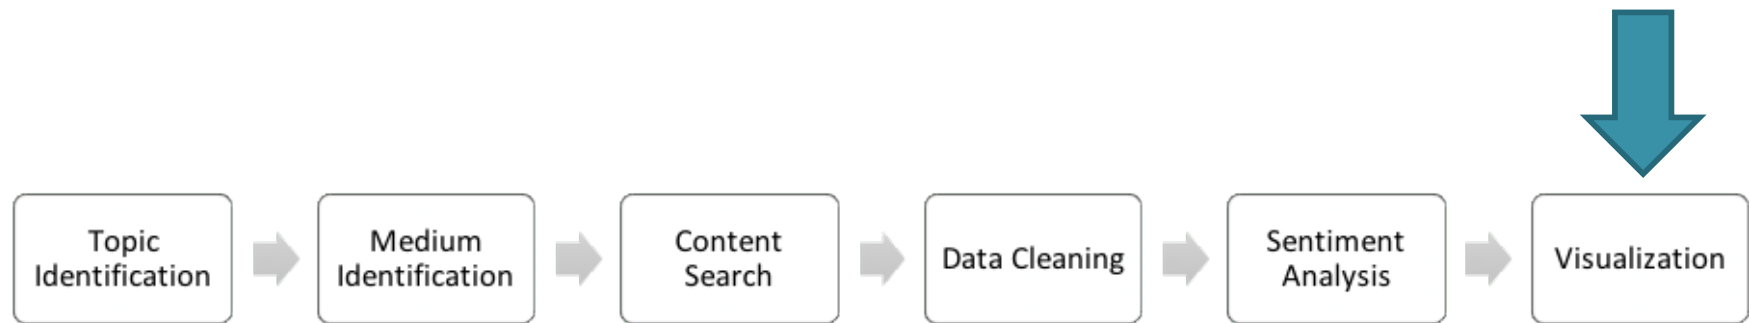 Topic
Identification
Medium
Identification
Content
Search
Data Cleaning
Sentiment
Analysis
Visualization